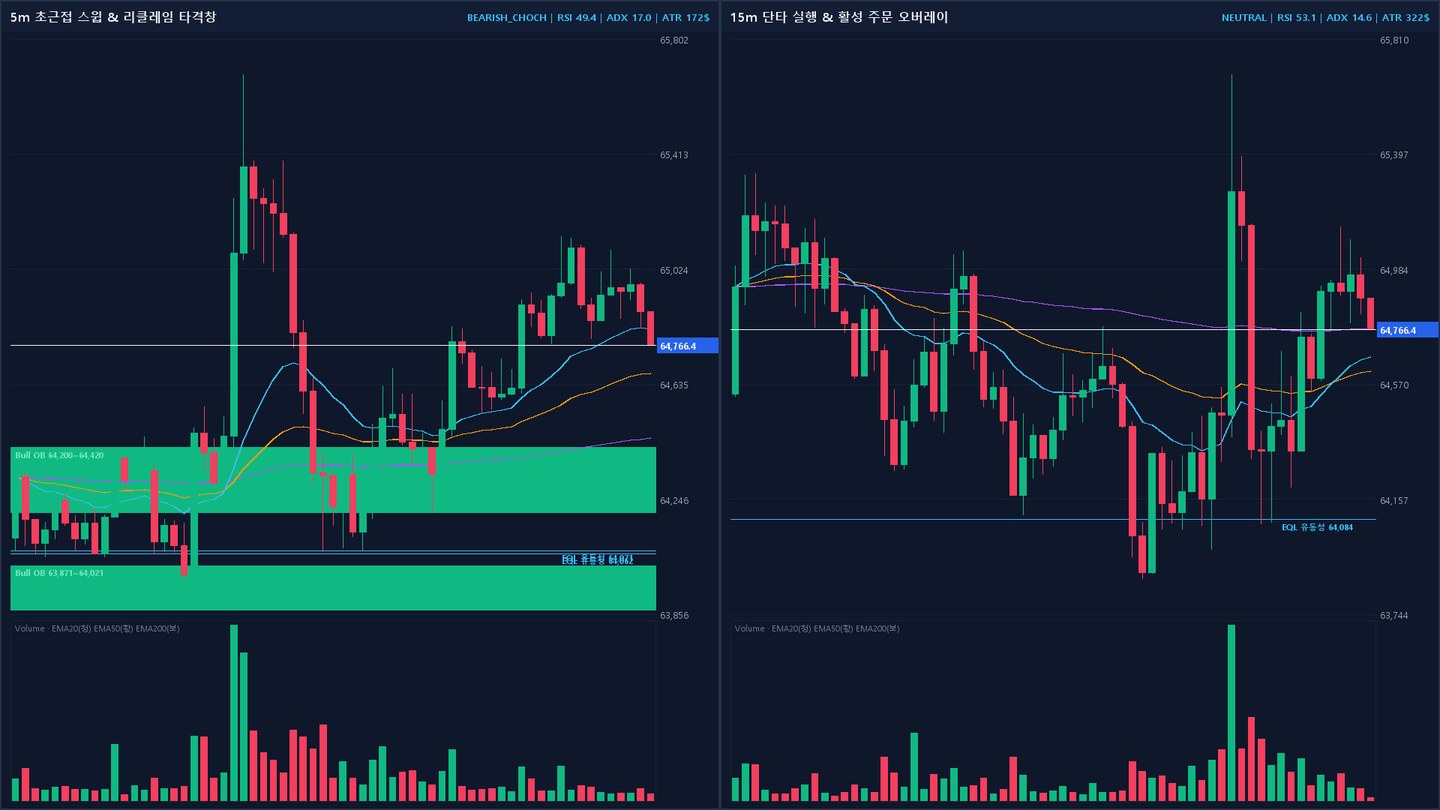 5m 초근접 스윕 & 리클레임 타격창
BEARISH_CHOCH | RSI 49.4 | ADX 17.0 | ATR 172$
65,802
65,413
65,024
64,766.4
64,635
64,246
63,856
Bull OB 64,200~64,420
EQL 유동성
Bull OB 63,871~64,021
Volume · EMA20(청) EMA50(황) EMA200(보)
15m 단타 실행 & 활성 주문 오버레이
NEUTRAL | RSI 53.1 | ADX 14.6 | ATR 322$
65,810
65,397
64,984
64,766.4
64,570
64,157
EQL 유동성 64,084
63,744
Volume · EMA20(청) EMA50(황) EMA200(보)